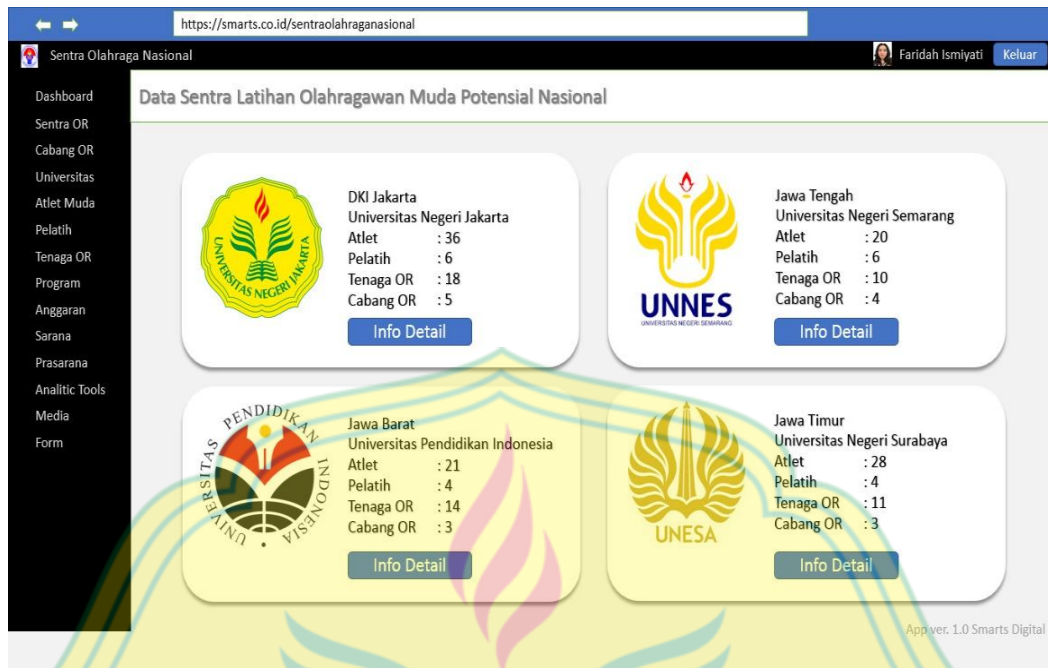 https://smarts.co.id/sentraolahraganasional
Sentra Olahraga Nasional
Faridah Ismiyati
Keluar
Dashboard
Sentra OR
Cabang OR
Universitas
Atlet Muda
Pelatih
Tenaga OR
Program
Anggaran
Sarana
Prasarana
Analitic Tools
Media
Form
Data Sentra Latihan Olahragawan Muda Potensial Nasional
UNIVERSITAS NEGERI JAKARTA
DKI Jakarta
Universitas Negeri Jakarta
Atlet : 36
Pelatih : 6
Tenaga OR : 18
Cabang OR : 5
Info Detail
UNNES
UNIVERSITAS NEGERI SEMARANG
Jawa Tengah
Universitas Negeri Semarang
Atlet : 20
Pelatih : 6
Tenaga OR : 10
Cabang OR : 4
Info Detail
UNIVERSITAS PENDIDIKAN INDONESIA
Jawa Barat
Universitas Pendidikan Indonesia
Atlet : 21
Pelatih : 4
Tenaga OR : 14
Cabang OR : 3
Info Detail
UNESA
Jawa Timur
Universitas Negeri Surabaya
Atlet : 28
Pelatih : 4
Tenaga OR : 11
Cabang OR : 3
Info Detail
App ver. 1.0 Smarts Digital